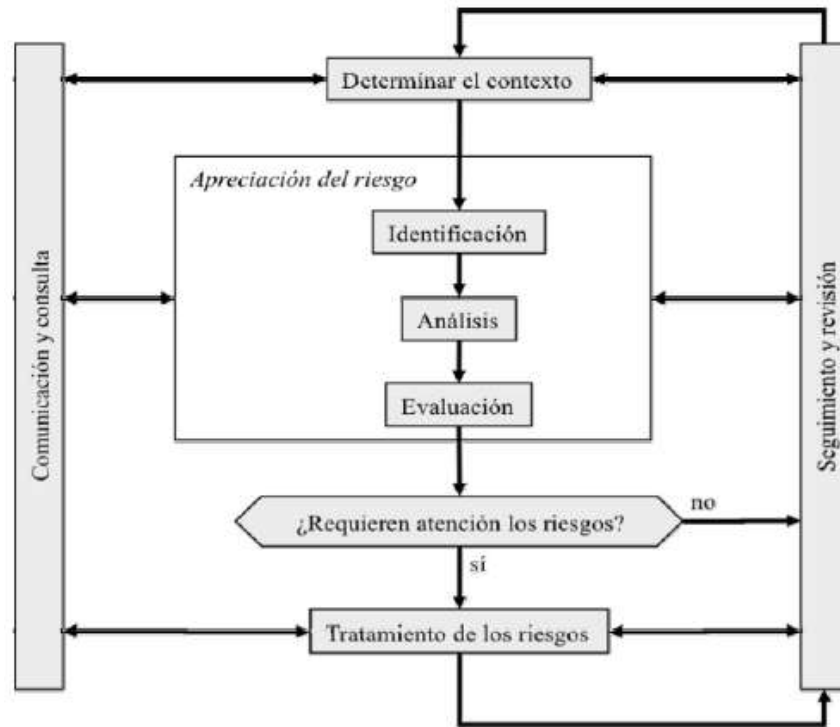 Determinar el contexto
Apreciación del riesgo
Identificación
Análisis
Evaluación
¿Requieren atención los riesgos?
no
sí
Tratamiento de los riesgos
Comunicación y consulta
Seguimiento y revisión